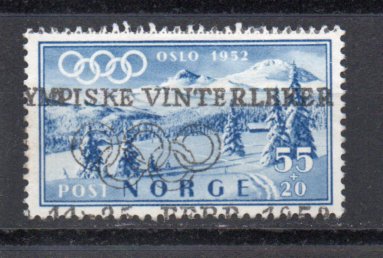 OSLO 1952
YMPISKE VINTERLEKER
55
+
20
POST NORGE